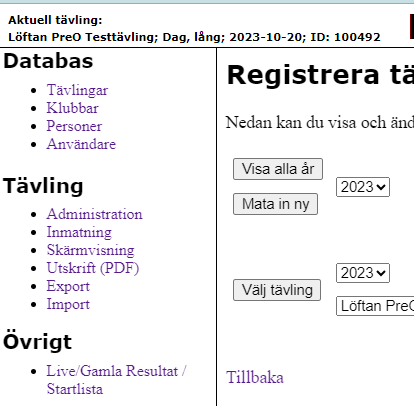 Aktuell tävling:
Löftan PreO Testtävling; Dag, lång; 2023-10-20; ID: 100492
Databas
Tävlingar
Klubbar
Personer
Användare
Tävling
Administration
Inmatning
Skärmvisning
Utskrift (PDF)
Export
Import
Övrigt
Live/Gamla Resultat /
Startlista
Registrera tä
Nedan kan du visa och änd
Visa alla år
2023
Mata in ny
2023
Välj tävling
Löftan PreO
Tillbaka